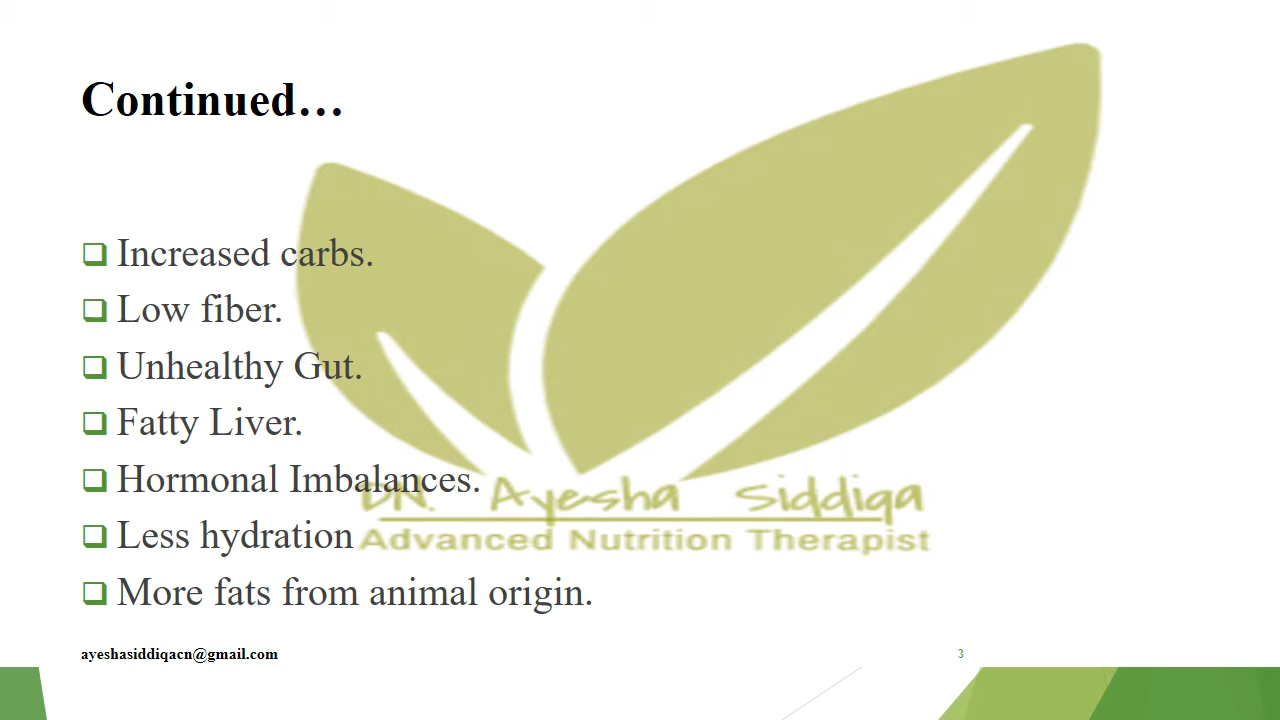 Continued…
Increased carbs.
Low fiber.
Unhealthy Gut.
Fatty Liver.
Hormonal Imbalances.
DN. Ayesha Siddiqa
Less hydration
Advanced Nutrition Therapist
More fats from animal origin.
ayeshasiddiqacn@gmail.com
3